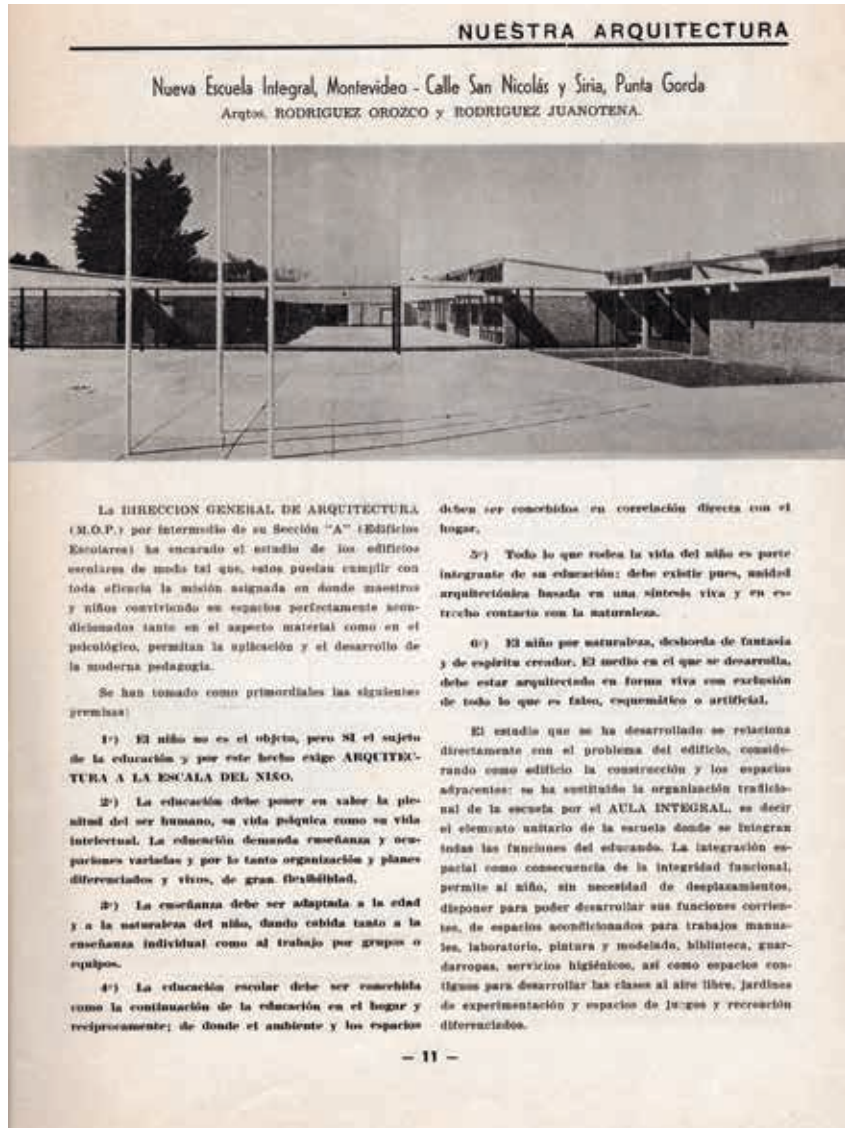 NUESTRA ARQUITECTURA
Nueva Escuela Integral, Montevideo - Calle San Nicolás y Siria, Punta Gorda
Arqtos. RODRIGUEZ OROZCO y RODRIGUEZ JUANOTENA.
La DIRECCION GENERAL DE ARQUITECTURA
(M.O.P.) por intermedio de su Sección "A" (Edificios
Escolares) ha encarado el estudio de los edificios
escolares de modo tal que, estos puedan cumplir con
toda eficacia la misión asignada en donde maestros
y niños conviviendo en espacios perfectamente acon-
dicionados tanto en el aspecto material como en el
psicológico, permitan la aplicación y el desarrollo de
la moderna pedagogía.
Se han tomado como primordiales las siguientes
premisas:
1º) El niño no es el objeto, pero SI el sujeto
de la educación y por este hecho exige ARQUITEC-
TURA A LA ESCALA DEL NIÑO.
2º) La educación debe poner en valor la ple-
nitud del ser humano, su vida psíquica como su vida
intelectual. La educación demanda enseñanza y ocu-
paciones variadas y por lo tanto organización y planes
diferenciados y vivos, de gran flexibilidad.
3º) La enseñanza debe ser adaptada a la edad
y a la naturaleza del niño, dando cabida tanto a la
enseñanza individual como al trabajo por grupos o
equipos.
4º) La educación escolar debe ser concebida
como la continuación de la educación en el hogar y
recíprocamente; de donde el ambiente y los espacios
deben ser concebidos en correlación directa con el
hogar.
5º) Todo lo que rodea la vida del niño es parte
integrante de su educación: debe existir pues, unidad
arquitectónica basada en una síntesis viva y en es-
trecho contacto con la naturaleza.
6º) El niño por naturaleza, desborda de fantasía
y de espíritu creador. El medio en el que se desarrolla,
debe estar arquitectado en forma viva con exclusión
de todo lo que es falso, esquemático o artificial.
El estudio que se ha desarrollado se relaciona
directamente con el problema del edificio, conside-
rando como edificio la construcción y los espacios
adyacentes: se ha sustituído la organización tradicio-
nal de la escuela por el AULA INTEGRAL, es decir
el elemento unitario de la escuela donde se integran
todas las funciones del educando. La integración es-
pacial como consecuencia de la integridad funcional,
permite al niño, sin necesidad de desplazamientos,
disponer para poder desarrollar sus funciones corrien-
tes, de espacios acondicionados para trabajos manua-
les, laboratorio, pintura y modelado, biblioteca, guar-
darropas, servicios higiénicos, así como espacios con-
tiguos para desarrollar las clases al aire libre, jardines
de experimentación y espacios de juegos y recreación
diferenciados.
— 11 —